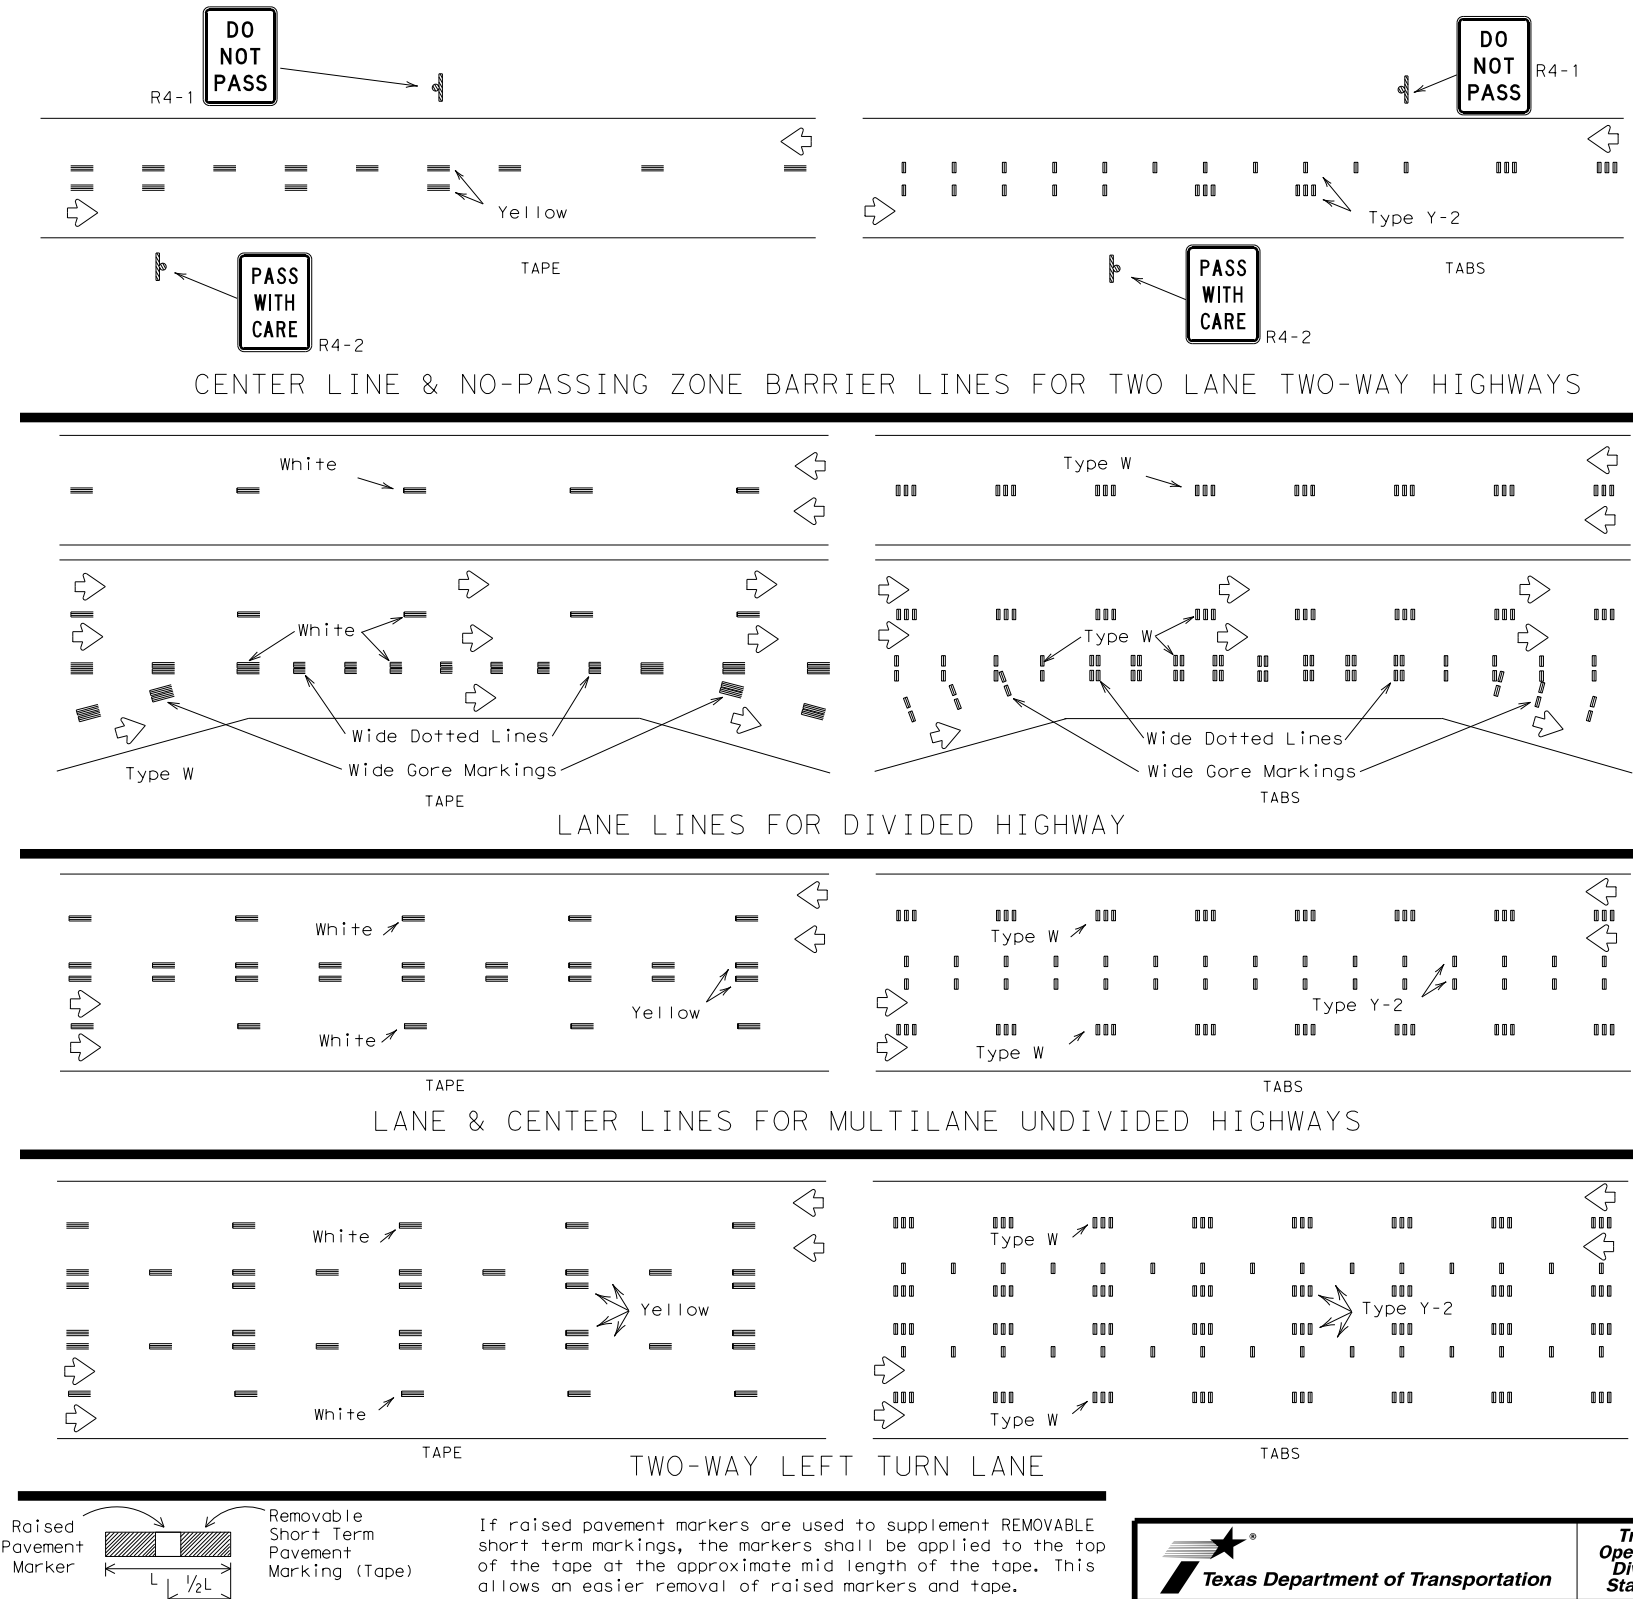 DO
NOT
PASS
R4-1
DO
NOT
PASS
R4-1
Yellow
Type Y-2
TAPE
TABS
PASS
WITH
CARE
R4-2
PASS
WITH
CARE
R4-2
CENTER LINE & NO-PASSING ZONE BARRIER LINES FOR TWO LANE TWO-WAY HIGHWAYS
White
Type W
White
Type W
Wide Dotted Lines
Wide Dotted Lines
Type W
Wide Gore Markings
Wide Gore Markings
TAPE
TABS
LANE LINES FOR DIVIDED HIGHWAY
White
Type W
Yellow
Type Y-2
White
Type W
TAPE
TABS
LANE & CENTER LINES FOR MULTILANE UNDIVIDED HIGHWAYS
White
Type W
Yellow
Type Y-2
White
Type W
TAPE
TABS
TWO-WAY LEFT TURN LANE
Raised
Pavement
Marker
Removable
Short Term
Pavement
Marking (Tape)
L
1/2L
If raised pavement markers are used to supplement REMOVABLE
short term markings, the markers shall be applied to the top
of the tape at the approximate mid length of the tape. This
allows an easier removal of raised markers and tape.
®
Texas Department of Transportation